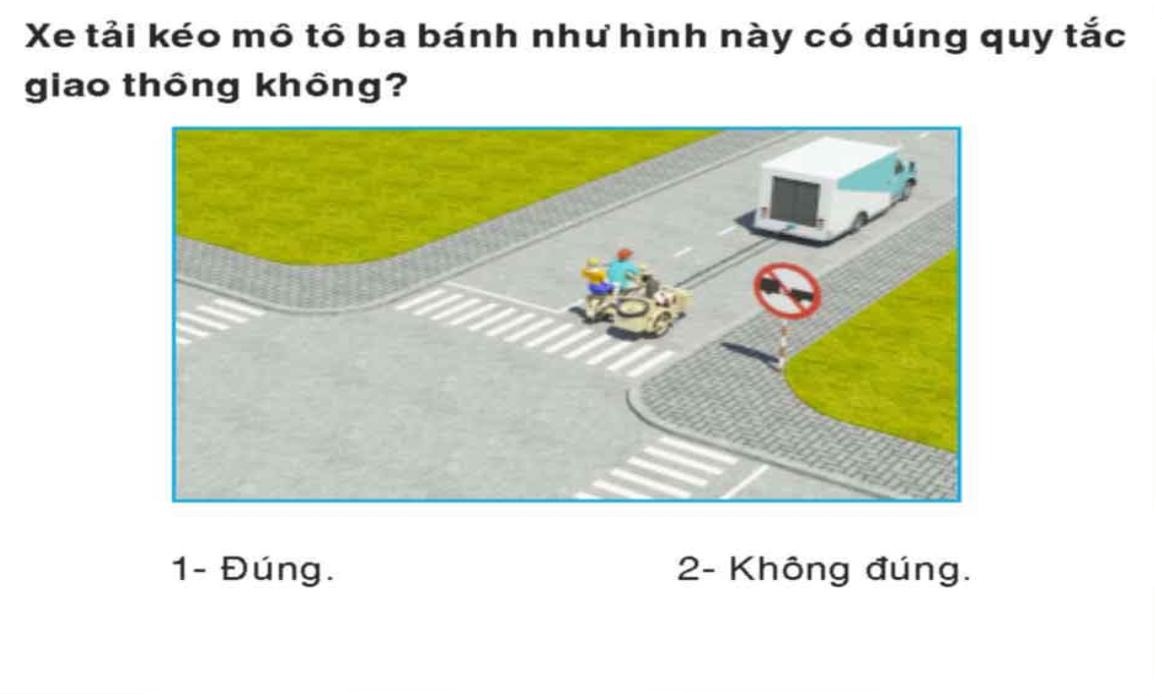 Xe tải kéo mô tô ba bánh như hình này có đúng quy tắc
giao thông không?
1- Đúng.
2- Không đúng.